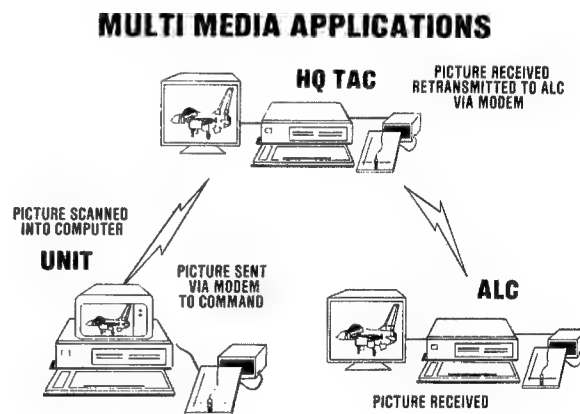 MULTI MEDIA APPLICATIONS
HQ TAC
PICTURE RECEIVED
RETRANSMITTED TO ALC
VIA MODEM
PICTURE SCANNED
INTO COMPUTER
UNIT
PICTURE SENT
VIA MODEM
TO COMMAND
ALC
PICTURE RECEIVED